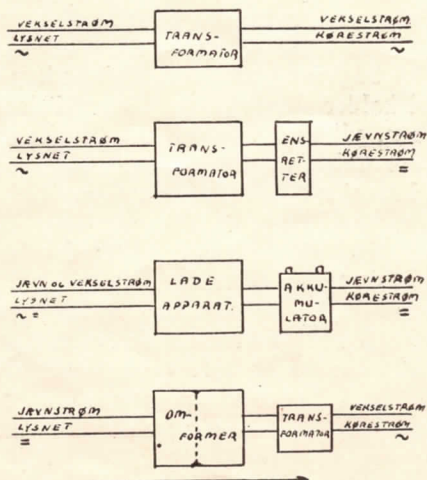 VEKSELSTRØM
LYSNET
~
TRANS-
FORMATOR
VEKSELSTRØM
KØRESTRØM
~
VEKSELSTRØM
LYSNET
~
TRANS-
FORMATOR
ENS
RET-
TER
JÆVNSTRØM
KØRESTRØM
=
JÆVN OG VEKSELSTRØM
LYSNET
~ =
LADE
APPARAT.
AKKU-
MU-
LATOR
JÆVNSTRØM
KØRESTRØM
=
JÆVNSTRØM
LYSNET
=
OM-
FORMER
TRANS-
FORMATOR
VEKSELSTRØM
KØRESTRØM
~